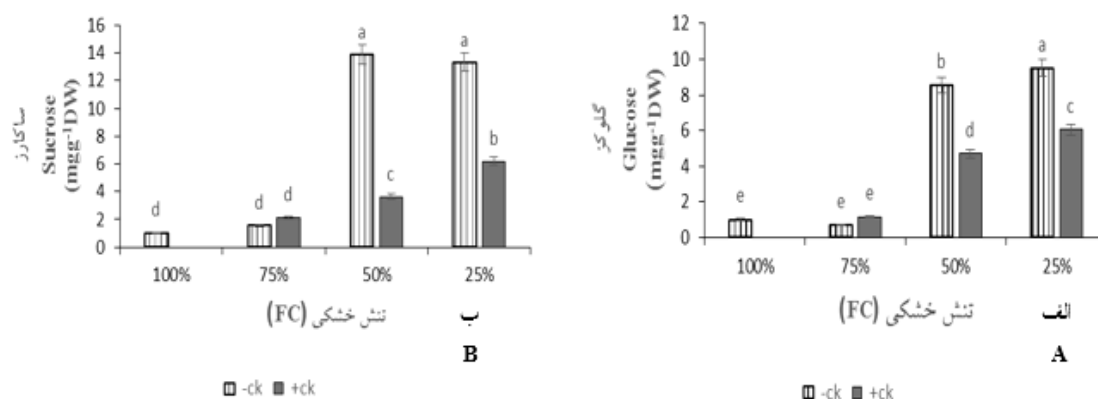 ساکارز
Sucrose
(mgg⁻¹DW)
16
14
12
10
8
6
4
2
0
d
d
d
a
c
a
b
100%
75%
50%
25%
تنش خشکی (FC)
ب
B
-ck
+ck
گلوکز
Glucose
(mgg⁻¹DW)
12
10
8
6
4
2
0
e
e
e
b
d
a
c
100%
75%
50%
25%
تنش خشکی (FC)
الف
A
-ck
+ck